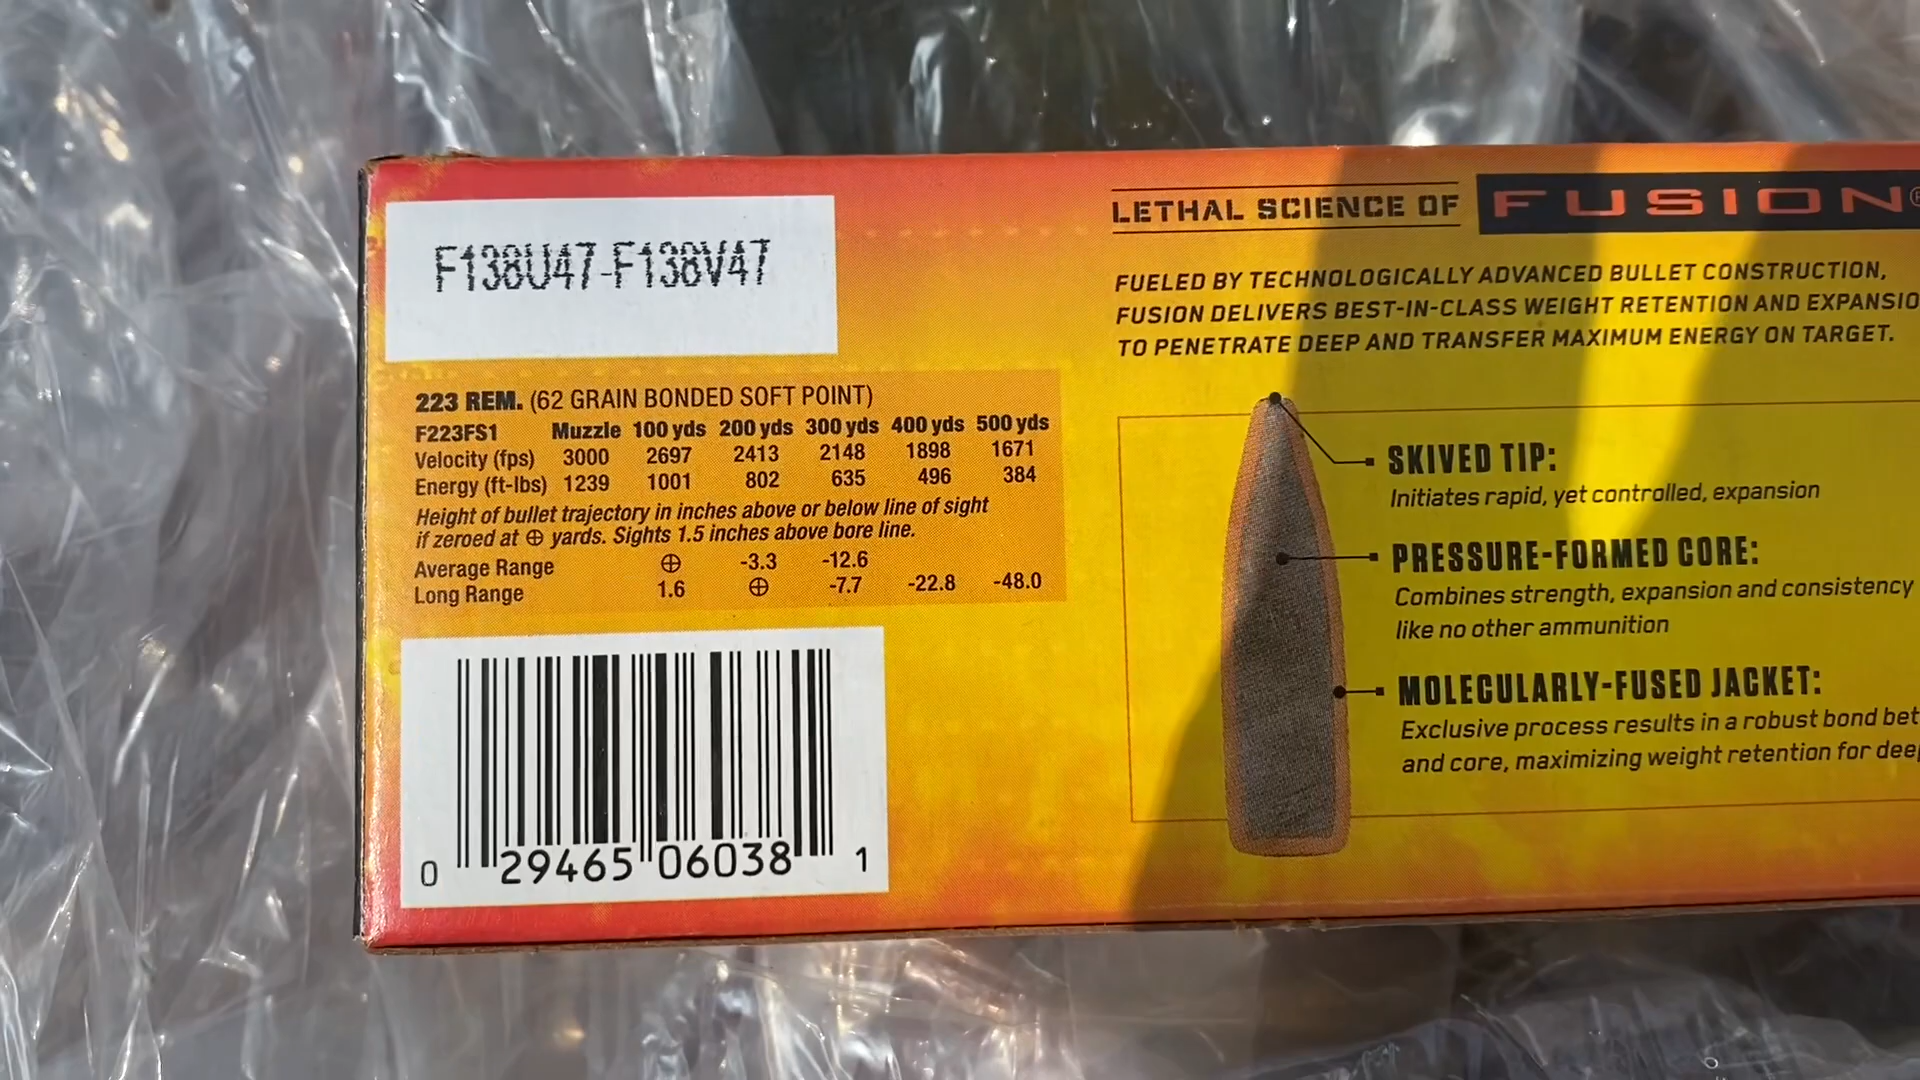 F138U47-F138V47
223 REM. (62 GRAIN BONDED SOFT POINT)
F223FS1 Muzzle 100 yds 200 yds 300 yds 400 yds 500 yds
Velocity (fps) 3000 2697 2413 2148 1898 1671
Energy (ft-lbs) 1239 1001 802 635 496 384
Height of bullet trajectory in inches above or below line of sight
if zeroed at ⊕ yards. Sights 1.5 inches above bore line.
Average Range ⊕ -3.3 -12.6
Long Range 1.6 ⊕ -7.7 -22.8 -48.0
0 29465 06038 1
LETHAL SCIENCE OF FUSION®
FUELED BY TECHNOLOGICALLY ADVANCED BULLET CONSTRUCTION,
FUSION DELIVERS BEST-IN-CLASS WEIGHT RETENTION AND EXPANSIO
TO PENETRATE DEEP AND TRANSFER MAXIMUM ENERGY ON TARGET.
SKIVED TIP:
Initiates rapid, yet controlled, expansion
PRESSURE-FORMED CORE:
Combines strength, expansion and consistency
like no other ammunition
MOLECULARLY-FUSED JACKET:
Exclusive process results in a robust bond bet
and core, maximizing weight retention for dee